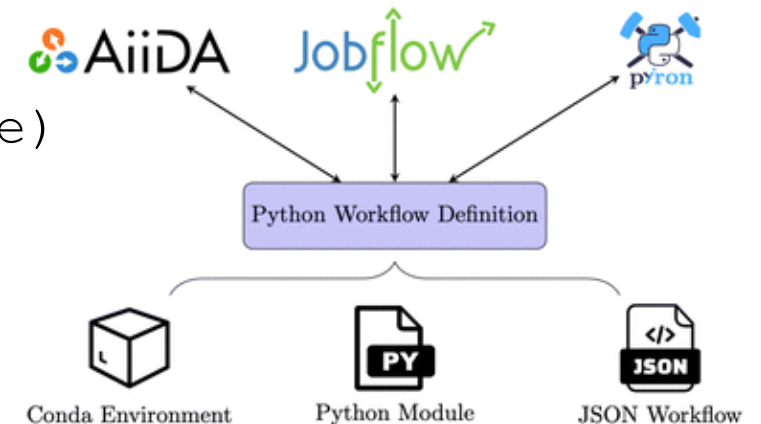 AiiDA
Jobflow
pyron
e)
Python Workflow Definition
L
PY
</>
JSON
Conda Environment
Python Module
JSON Workflow